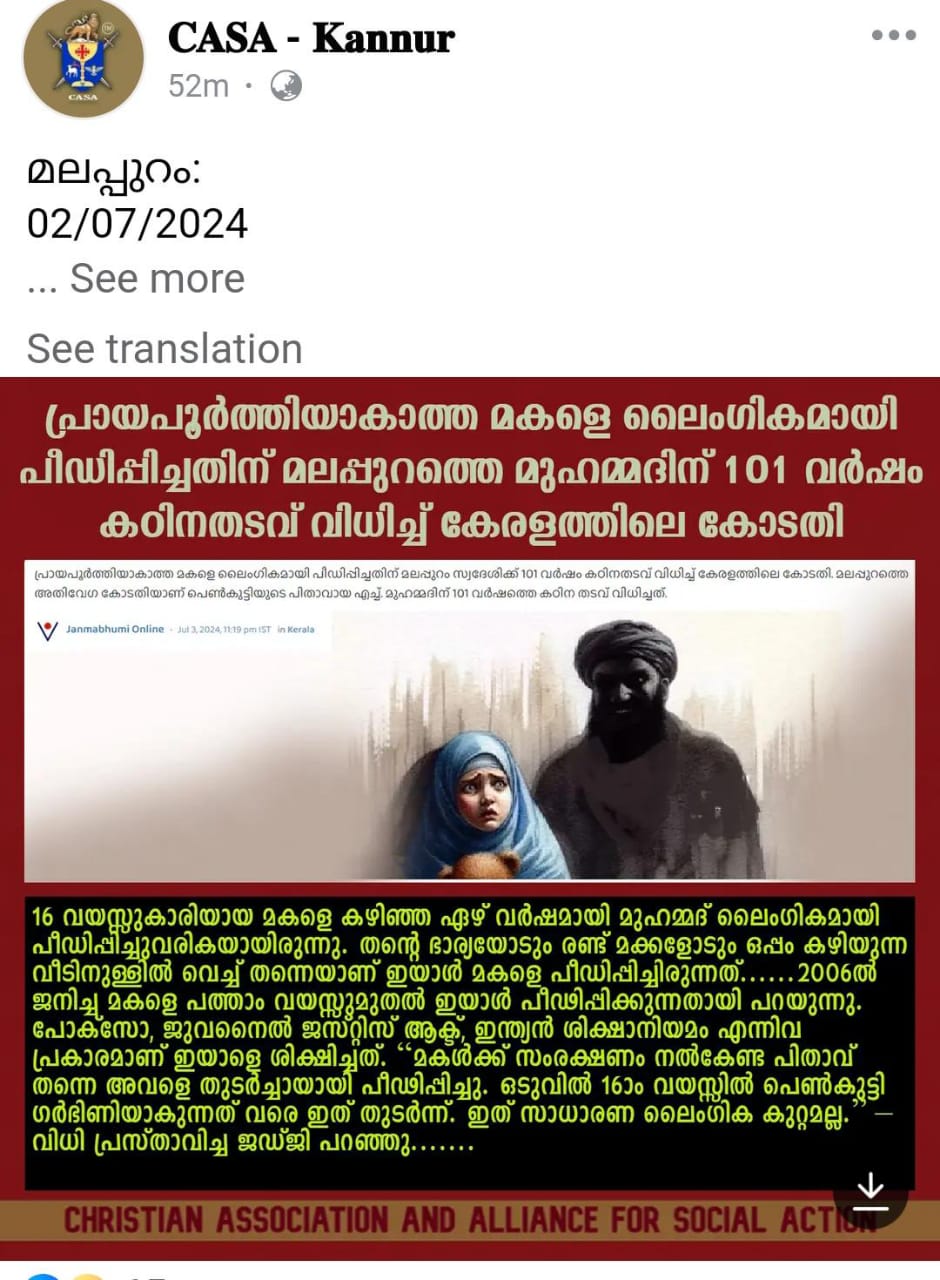 CASA
CASA - Kannur
52m
മലപ്പുറം:
02/07/2024
... See more
See translation
പ്രായപൂർത്തിയാകാത്ത മകളെ ലൈംഗികമായി
പീഡിപ്പിച്ചതിന് മലപ്പുറത്തെ മുഹമ്മദിന് 101 വർഷം
കഠിനതടവ് വിധിച്ച് കേരളത്തിലെ കോടതി
പ്രായപൂർത്തിയാകാത്ത മകളെ ലൈംഗികമായി പീഡിപ്പിച്ചതിന് മലപ്പുറം സ്വദേശിക്ക് 101 വർഷം കഠിനതടവ് വിധിച്ച് കേരളത്തിലെ കോടതി. മലപ്പുറത്തെ
അതിവേഗ കോടതിയാണ് പെൺകുട്ടിയുടെ പിതാവായ എച്ച്. മുഹമ്മദിന് 101 വർഷത്തെ കഠിന തടവ് വിധിച്ചത്.
Janmabhumi Online - Jul 3, 2024, 11:19 pm IST in Kerala
16 വയസ്സുകാരിയായ മകളെ കഴിഞ്ഞ ഏഴ് വർഷമായി മുഹമ്മദ് ലൈംഗികമായി
പീഡിപ്പിച്ചുവരികയായിരുന്നു. തന്റെ ഭാര്യയോടും രണ്ട് മക്കളോടും ഒപ്പം കഴിയുന്ന
വീടിനുള്ളിൽ വെച്ച് തന്നെയാണ് ഇയാൾ മകളെ പീഡിപ്പിച്ചിരുന്നത്......2006ൽ
ജനിച്ച മകളെ പത്താം വയസ്സുമുതൽ ഇയാൾ പീഢിപ്പിക്കുന്നതായി പറയുന്നു.
പോക്സോ, ജുവനൈൽ ജസ്റ്റിസ് ആക്ട്, ഇന്ത്യൻ ശിക്ഷാനിയമം എന്നിവ
പ്രകാരമാണ് ഇയാളെ ശിക്ഷിച്ചത്. “മകൾക്ക് സംരക്ഷണം നൽകേണ്ട പിതാവ്
തന്നെ അവളെ തുടർച്ചായായി പീഢിപ്പിച്ചു. ഒടുവിൽ 16ാം വയസ്സിൽ പെൺകുട്ടി
ഗർഭിണിയാകുന്നത് വരെ ഇത് തുടർന്ന്. ഇത് സാധാരണ ലൈംഗിക കുറ്റമല്ല.” –
വിധി പ്രസ്താവിച്ച ജഡ്ജി പറഞ്ഞു.......
CHRISTIAN ASSOCIATION AND ALLIANCE FOR SOCIAL ACTION